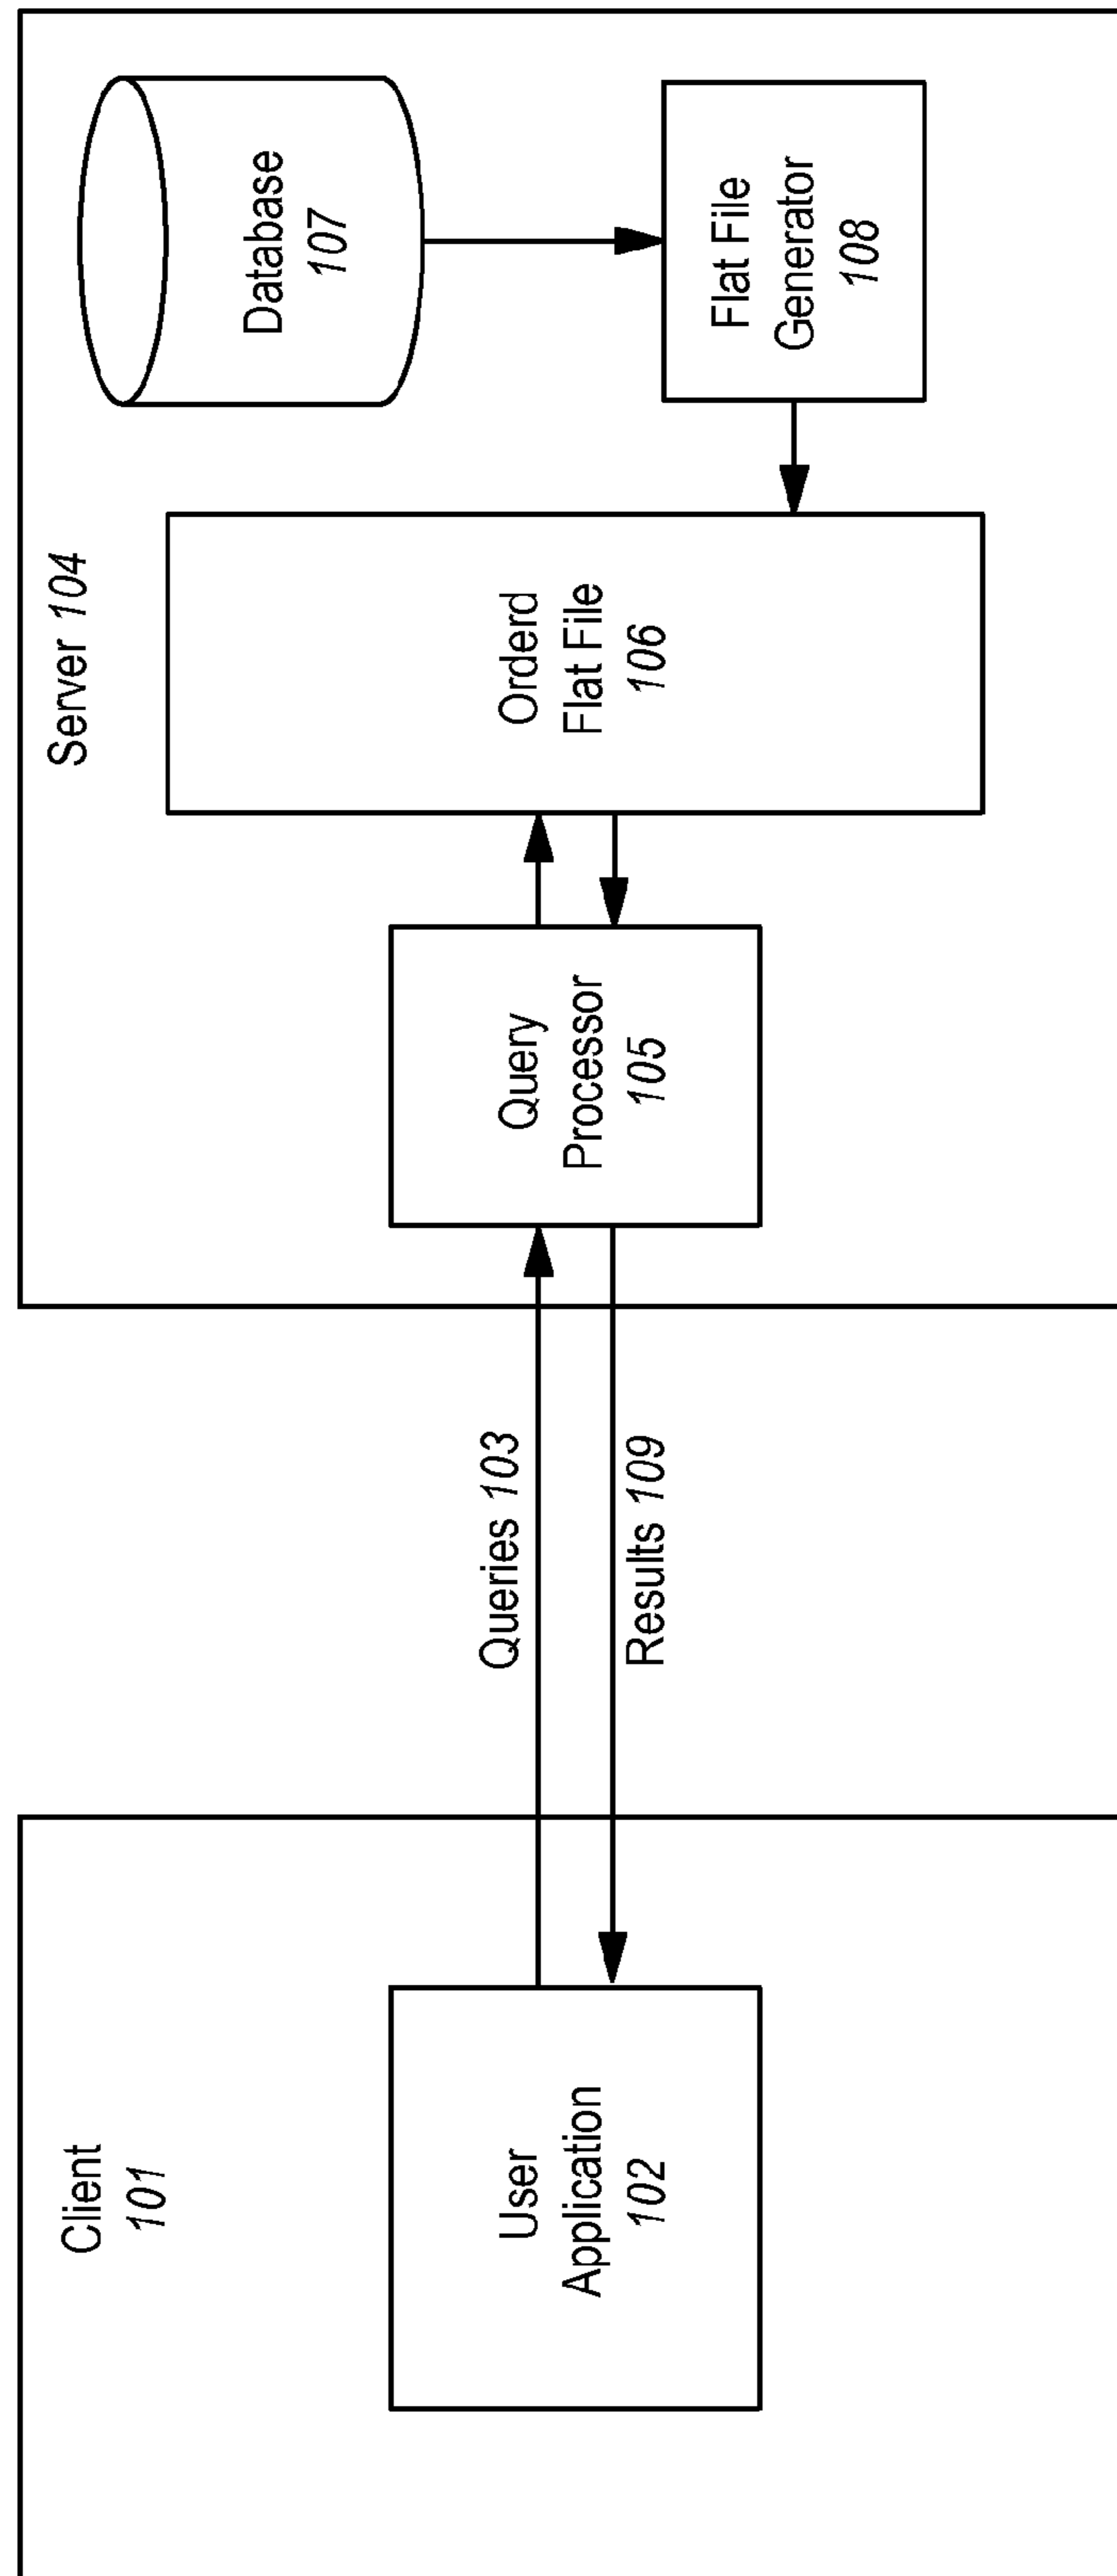 Client
101
User
Application
102
Queries 103
Results 109
Server 104
Query
Processor
105
Orderd
Flat File
106
Database
107
Flat File
Generator
108